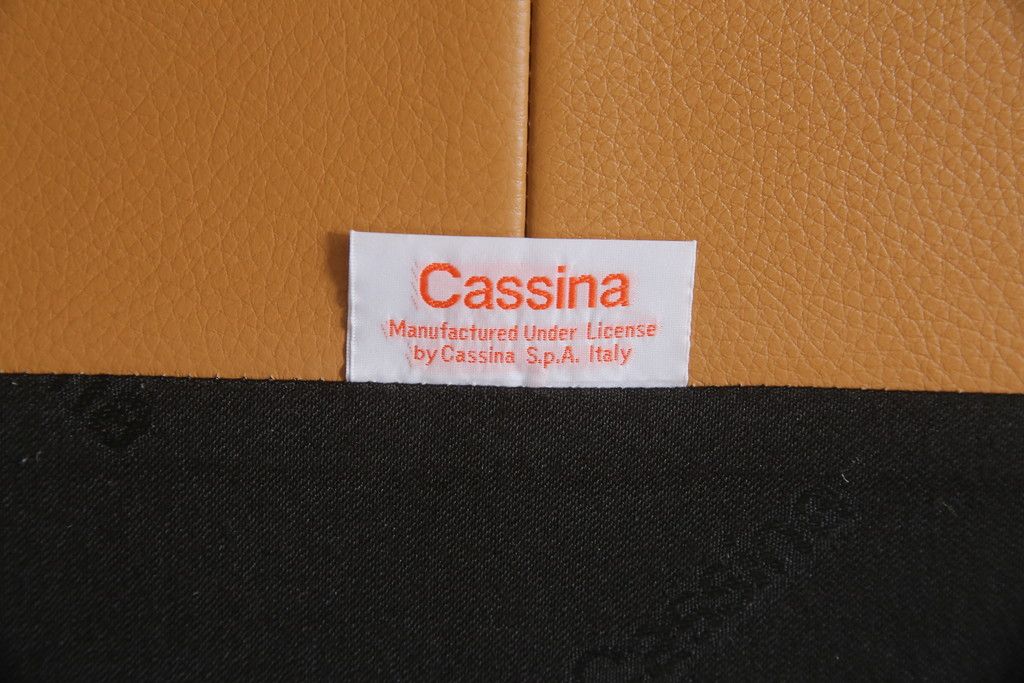 Cassina
Manufactured Under License
by Cassina S.p.A. Italy